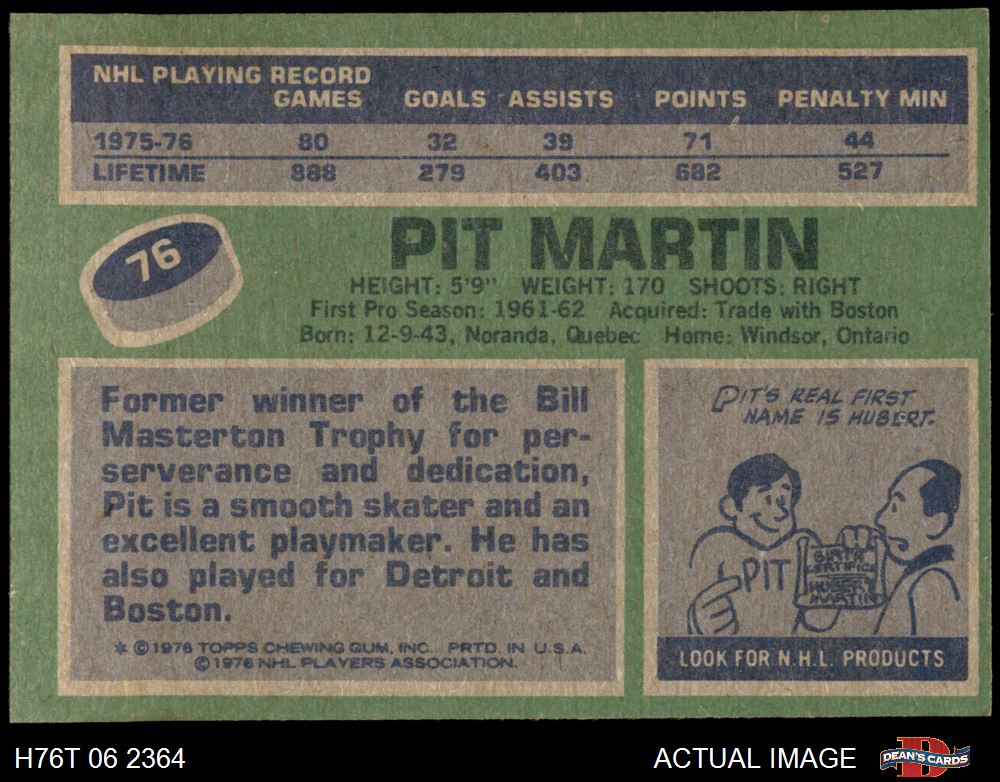 NHL PLAYING RECORD
GAMES GOALS ASSISTS POINTS PENALTY MIN
1975-76 80 32 39 71 44
LIFETIME 888 279 403 682 527
76
PIT MARTIN
HEIGHT: 5'9" WEIGHT: 170 SHOOTS: RIGHT
First Pro Season: 1961-62 Acquired: Trade with Boston
Born: 12-9-43, Noranda, Quebec Home: Windsor, Ontario
Former winner of the Bill
Masterton Trophy for per-
serverance and dedication,
Pit is a smooth skater and an
excellent playmaker. He has
also played for Detroit and
Boston.
* ©1976 TOPPS CHEWING GUM, INC. PRTD. IN U.S.A.
©1976 NHL PLAYERS ASSOCIATION.
PIT'S REAL FIRST
NAME IS HUBERT.
PIT
BIRTH
CERTIFICATE
HUBERT
MARTIN
LOOK FOR N.H.L. PRODUCTS
H76T 06 2364
ACTUAL IMAGE
D
DEAN'S CARDS